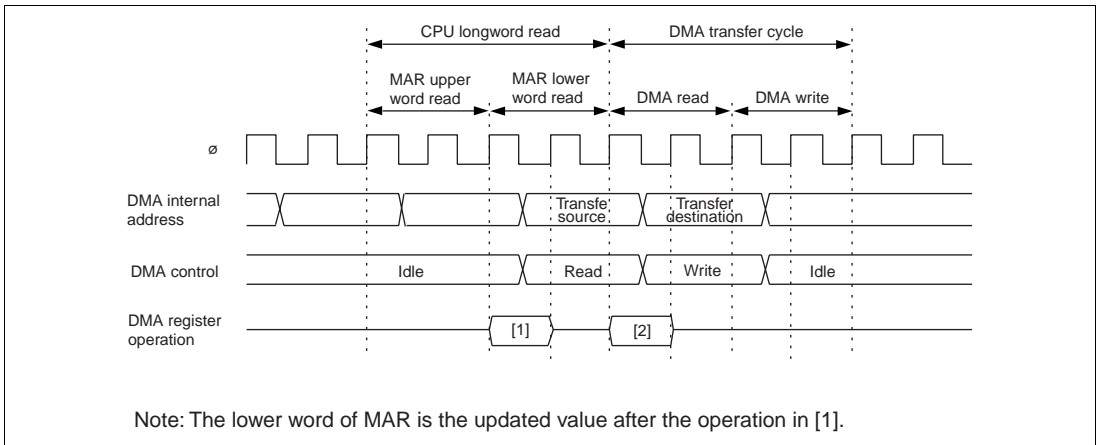 CPU longword read DMA transfer cycle
MAR upper MAR lower
word read word read DMA read DMA write
ø
DMA internal Transfe Transfer
address source destination
DMA control Idle Read Write Idle
DMA register
operation [1] [2]
Note: The lower word of MAR is the updated value after the operation in [1].